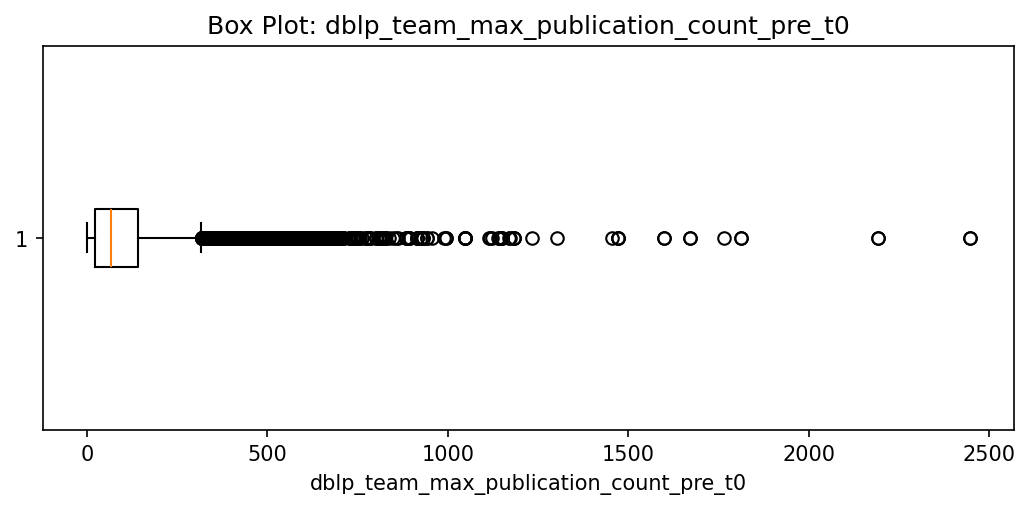 Box Plot: dblp_team_max_publication_count_pre_t0
1
0 500 1000 1500 2000 2500
dblp_team_max_publication_count_pre_t0